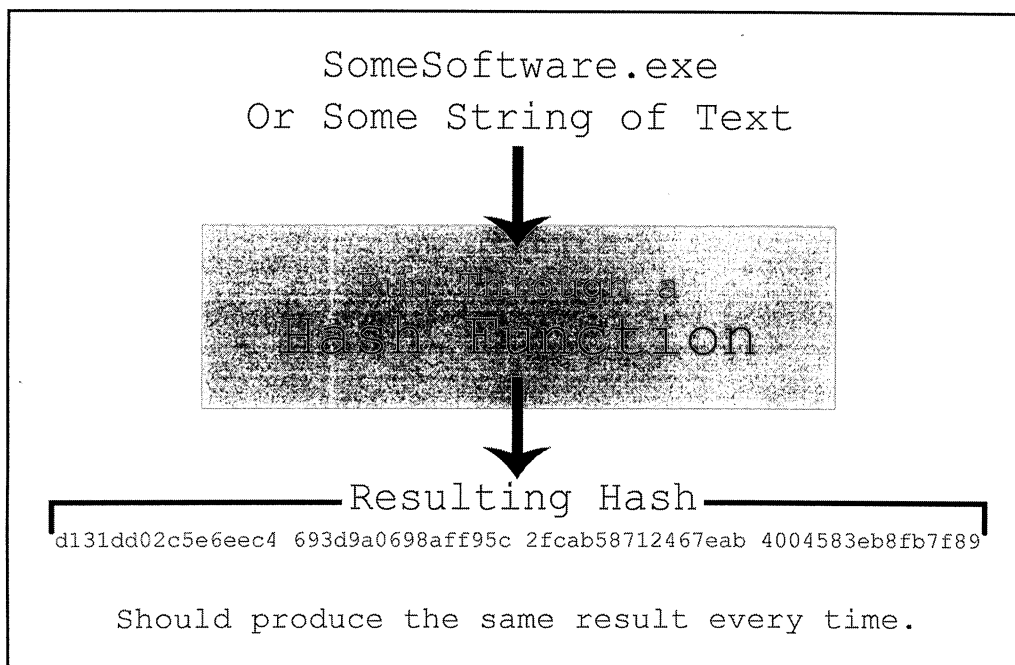 SomeSoftware.exe
Or Some String of Text
Run Through a
Hash Function
Resulting Hash
d131dd02c5e6eec4 693d9a0698aff95c 2fcab58712467eab 4004583eb8fb7f89
Should produce the same result every time.